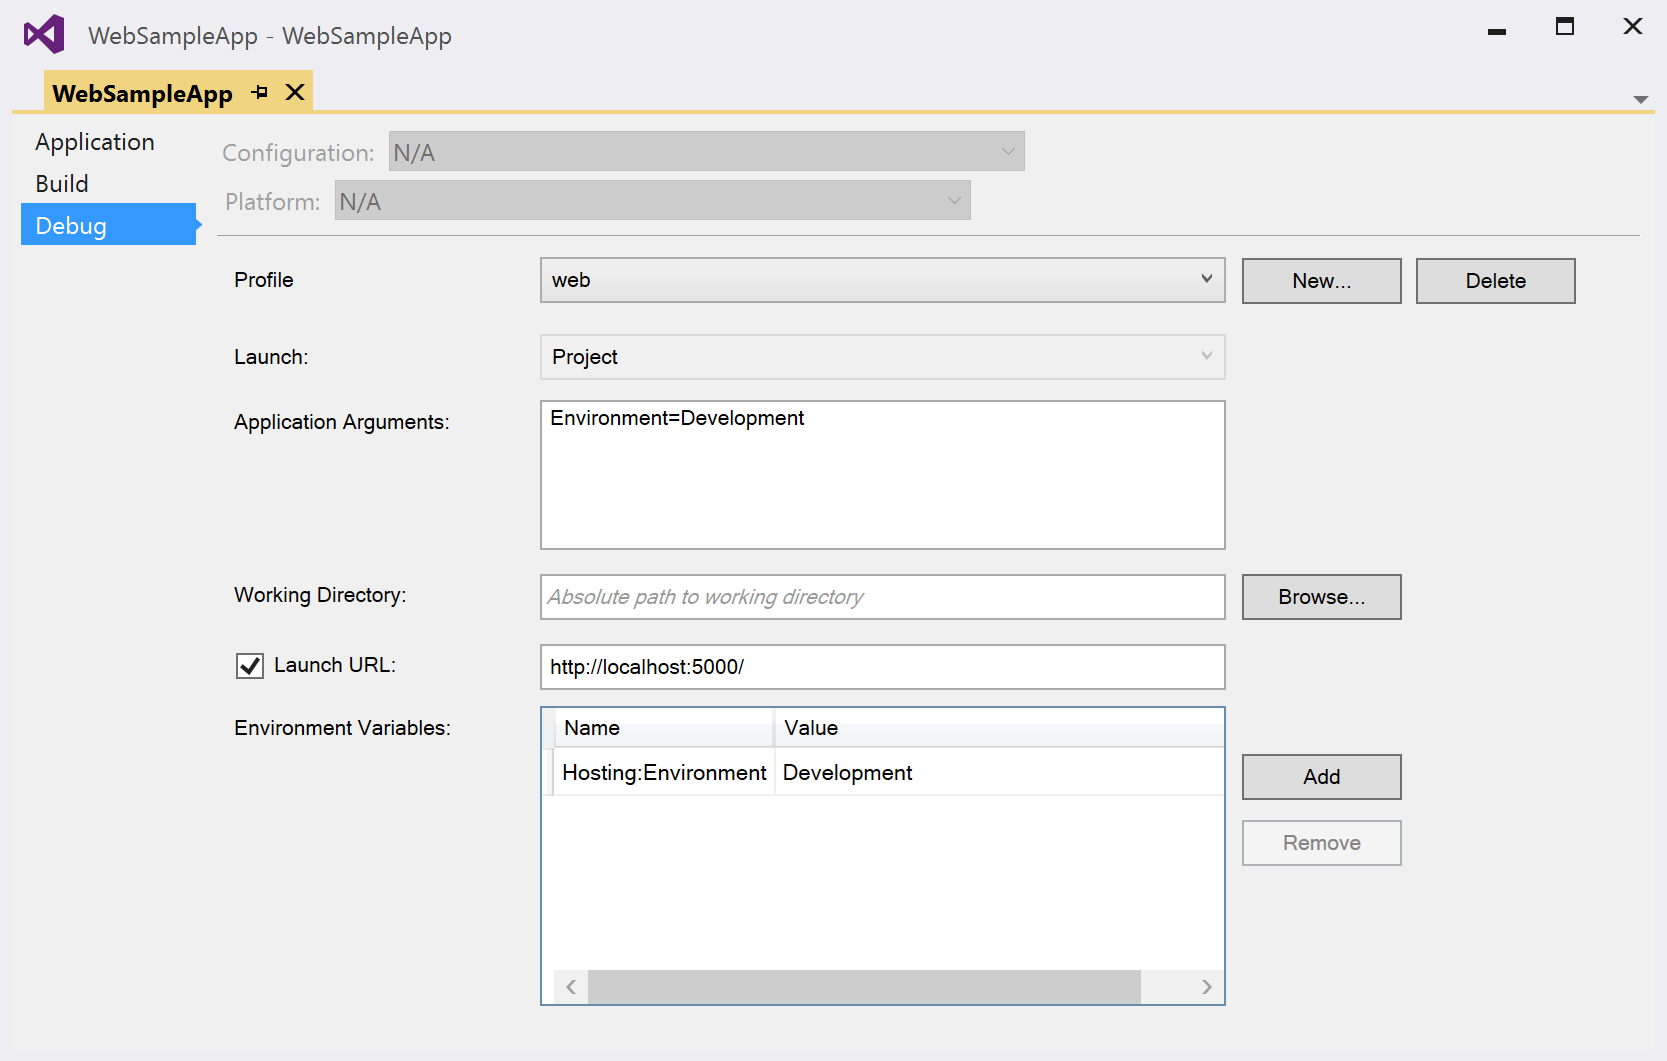 WebSampleApp - WebSampleApp
WebSampleApp
Application
Build
Debug
Configuration: N/A
Platform: N/A
Profile web New... Delete
Launch: Project
Application Arguments: Environment=Development
Working Directory: Absolute path to working directory Browse...
Launch URL: http://localhost:5000/
Environment Variables: Name Value
Hosting:Environment Development
Add
Remove